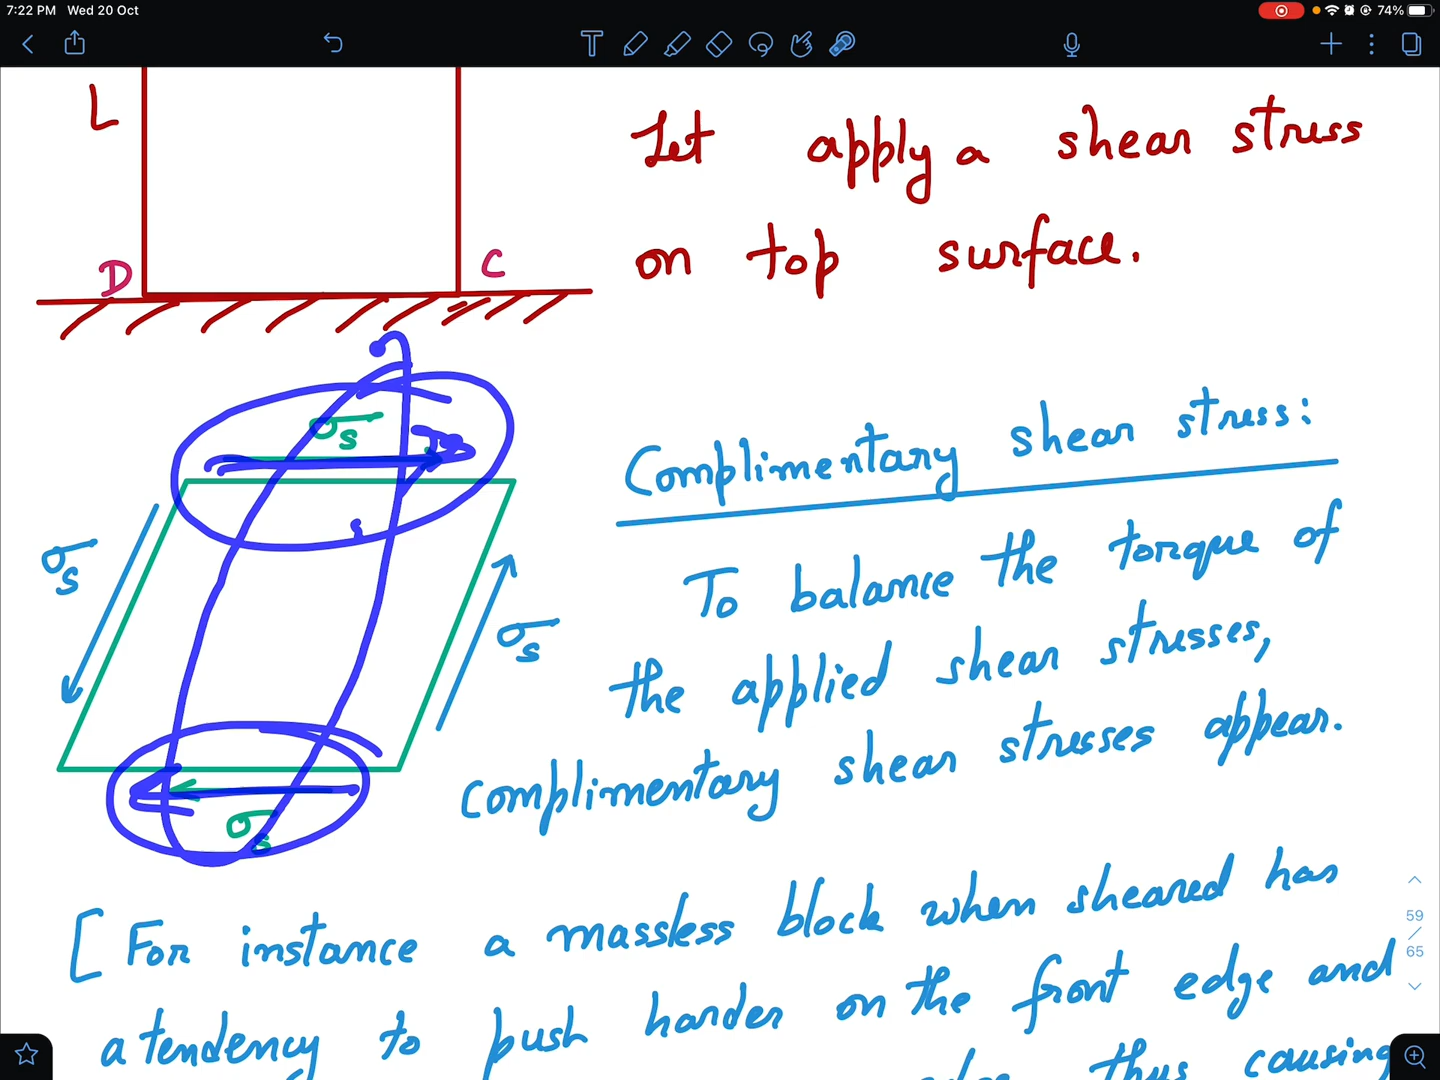 7:22 PM Wed 20 Oct
74%
L
Let apply a shear stress
on top surface.
D
C
σs
Complimentary shear stress:
σs
σs
To balance the torque of
the applied shear stresses,
complimentary shear stresses appear.
σs
[ For instance a massless block when sheared has
a tendency to push harder on the front edge and
thus causing
59
/
65